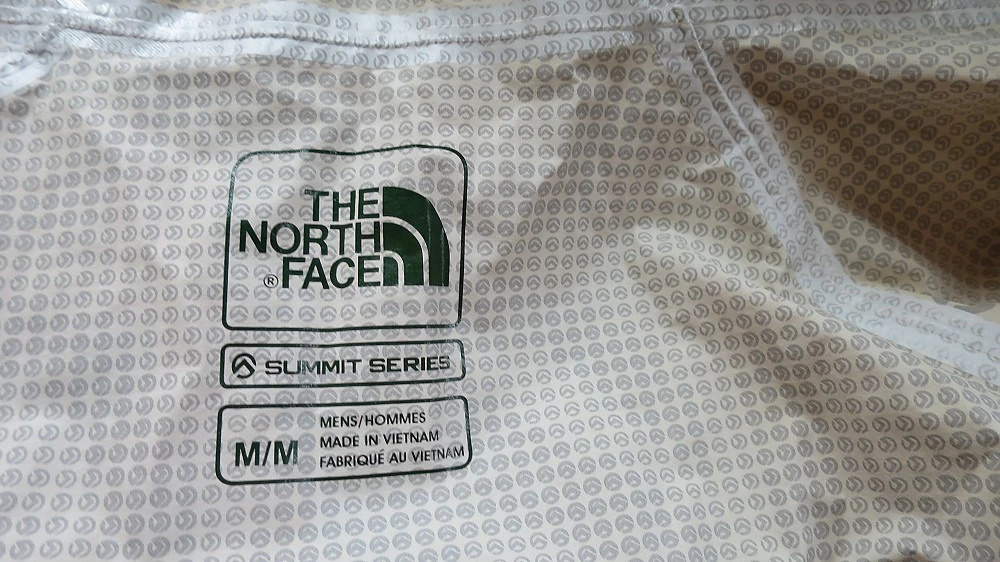 THE
NORTH
® FACE
SUMMIT SERIES
M/M
MENS/HOMMES
MADE IN VIETNAM
FABRIQUÉ AU VIETNAM